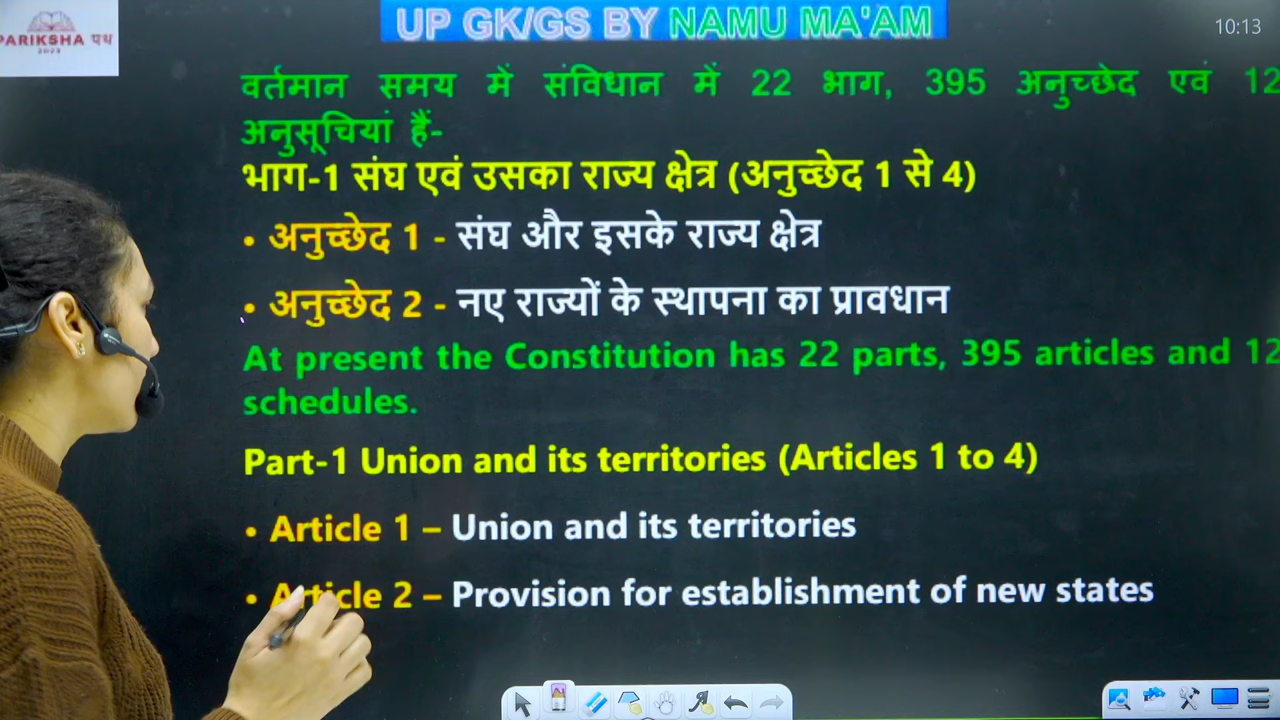 PARIKSHA पथ
2023
UP GK/GS BY NAMU MA'AM
10:13
वर्तमान समय में संविधान में 22 भाग, 395 अनुच्छेद एवं 12
अनुसूचियां हैं-
भाग-1 संघ एवं उसका राज्य क्षेत्र (अनुच्छेद 1 से 4)
• अनुच्छेद 1 - संघ और इसके राज्य क्षेत्र
• अनुच्छेद 2 - नए राज्यों के स्थापना का प्रावधान
At present the Constitution has 22 parts, 395 articles and 12
schedules.
Part-1 Union and its territories (Articles 1 to 4)
• Article 1 – Union and its territories
• Article 2 – Provision for establishment of new states